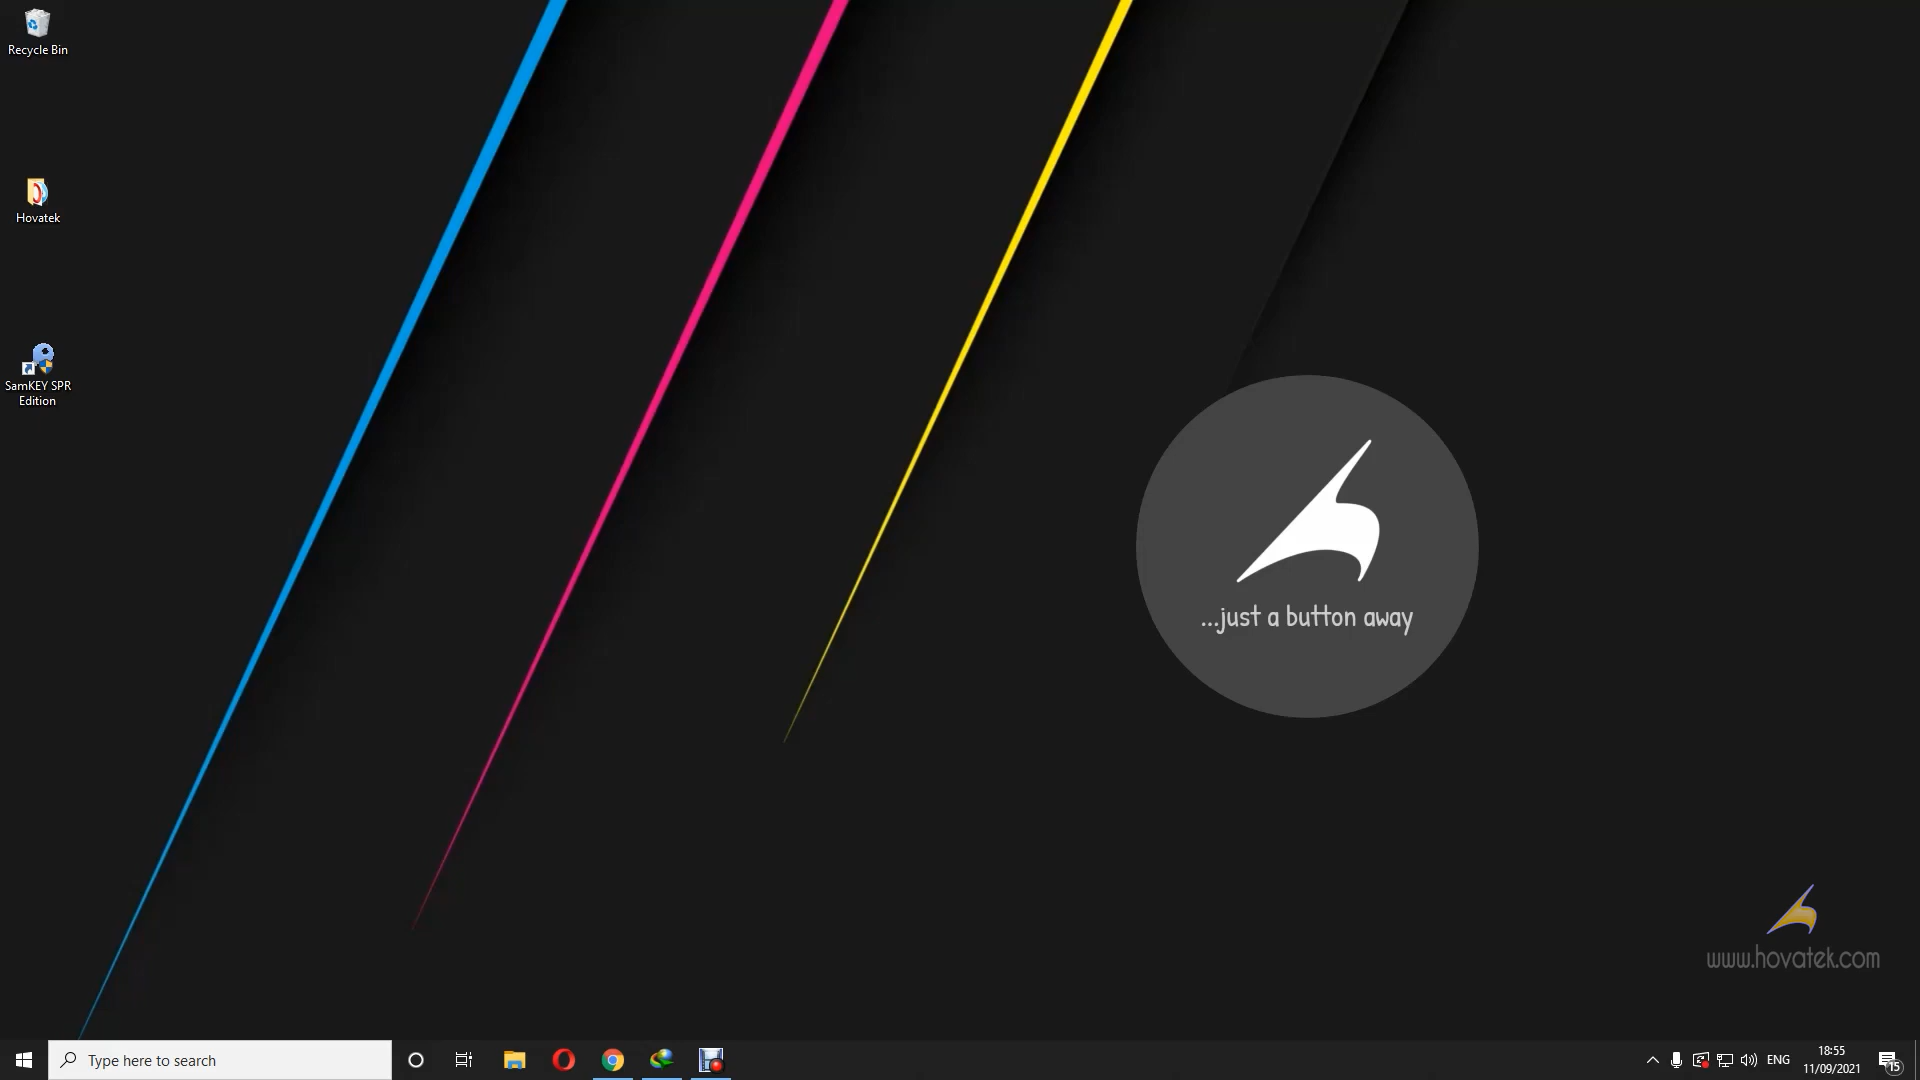 Recycle Bin
Hovatek
SamKEY SPR
Edition
...just a button away
www.hovatek.com
Type here to search
ENG
18:55
11/09/2021
15